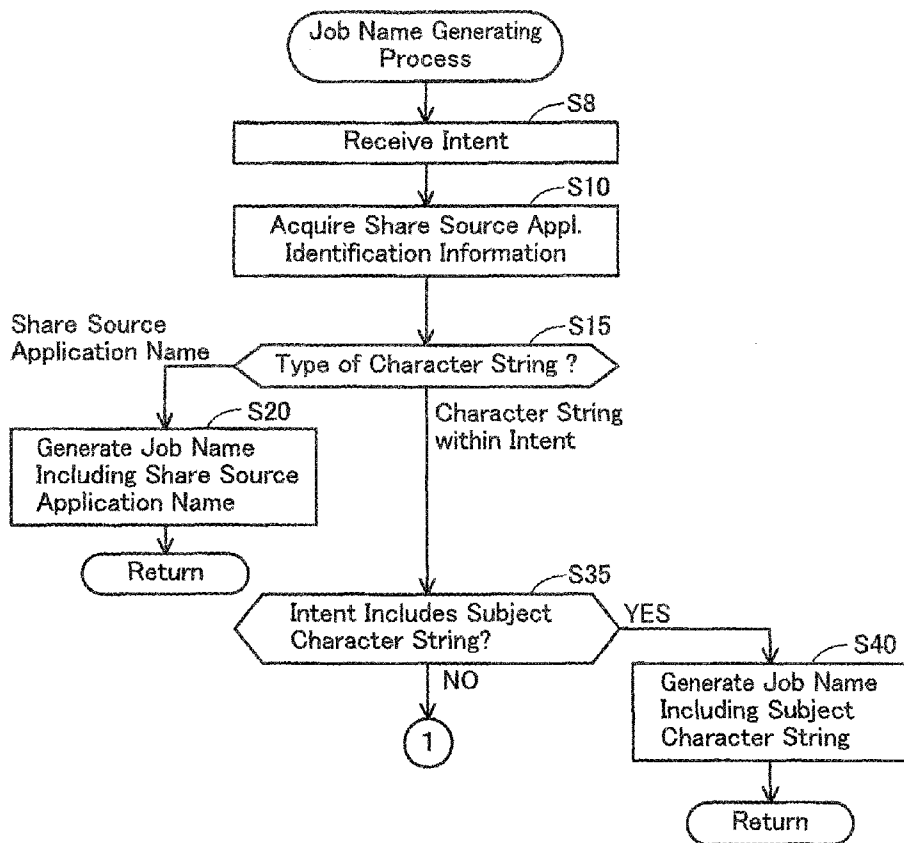 Job Name Generating
Process
S8
Receive Intent
S10
Acquire Share Source Appl.
Identification Information
S15
Share Source
Application Name
Type of Character String ?
S20
Generate Job Name
Including Share Source
Application Name
Character String
within Intent
Return
S35
Intent Includes Subject
Character String?
YES
NO
S40
Generate Job Name
Including Subject
Character String
1
Return